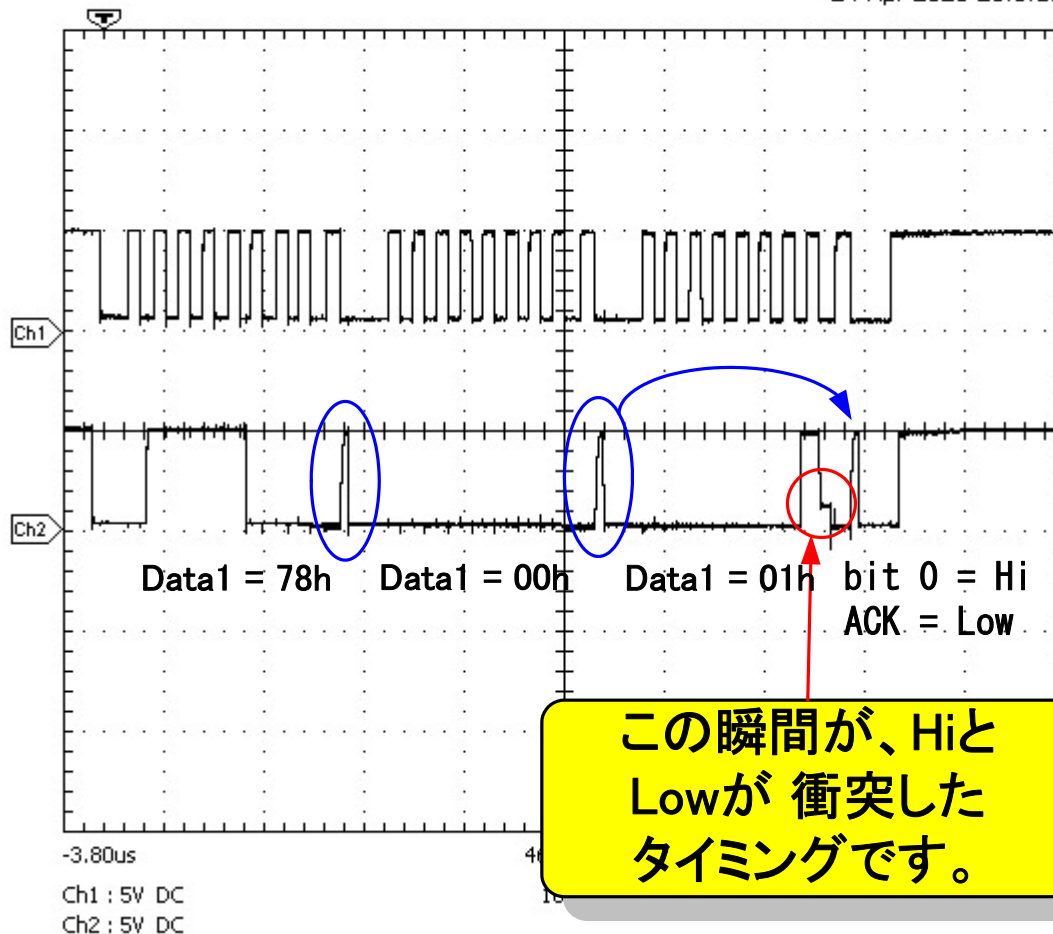 T
Ch1
Ch2
Data1 = 78h
Data1 = 00h
Data1 = 01h
bit 0 = Hi
ACK = Low
この瞬間が、Hiと
Lowが 衝突した
タイミングです。
-3.80us
Ch1 : 5V DC
Ch2 : 5V DC